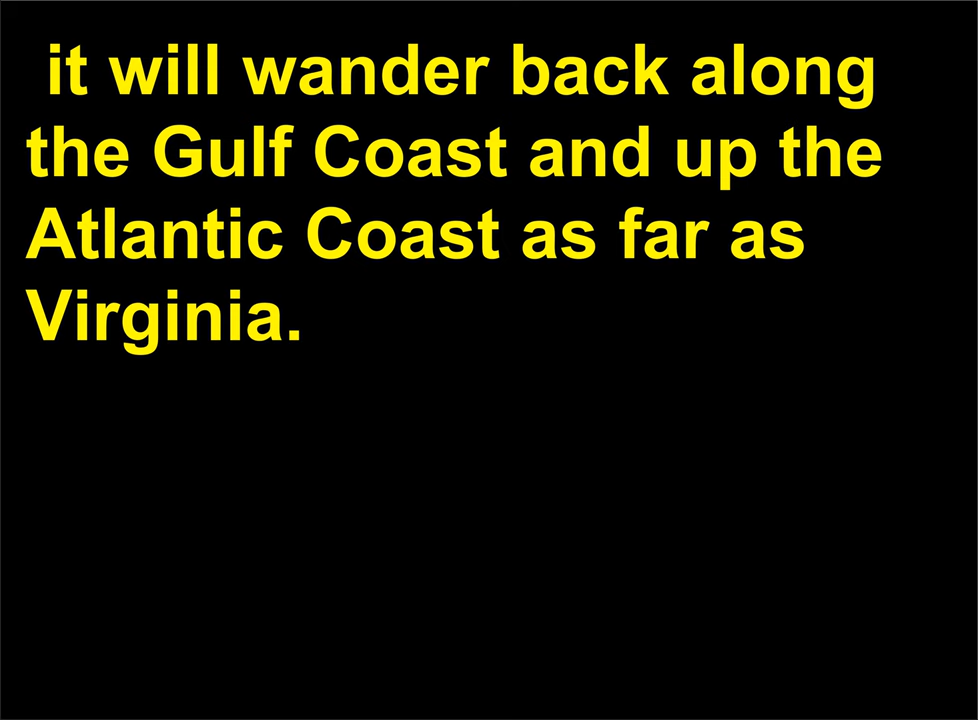 it will wander back along
the Gulf Coast and up the
Atlantic Coast as far as
Virginia.